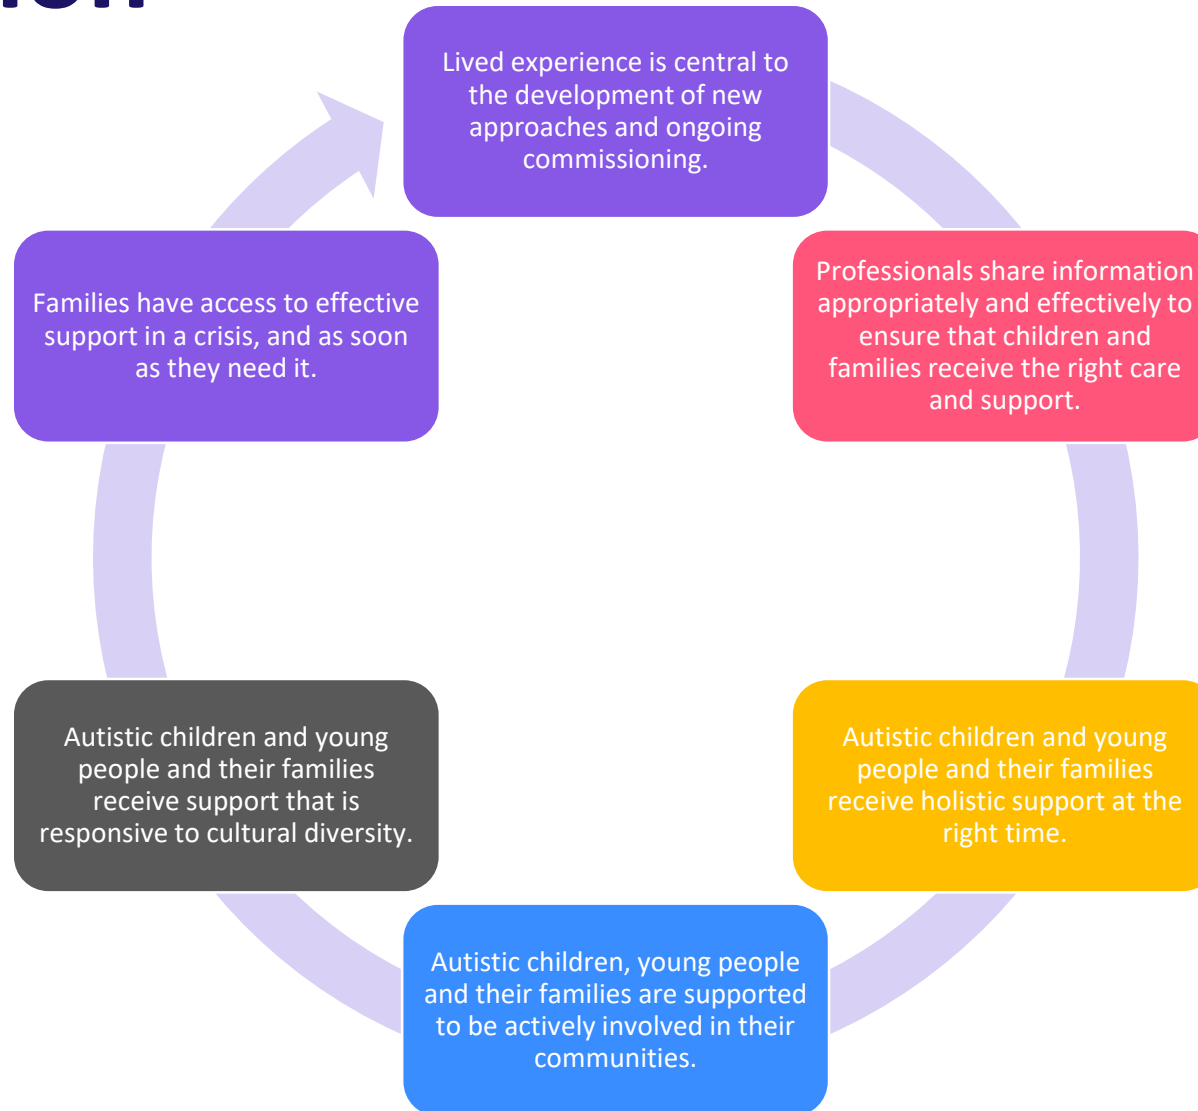 Lived experience is central to
the development of new
approaches and ongoing
commissioning.
Professionals share information
appropriately and effectively to
ensure that children and
families receive the right care
and support.
Autistic children and young
people and their families
receive holistic support at the
right time.
Autistic children, young people
and their families are supported
to be actively involved in their
communities.
Autistic children and young
people and their families
receive support that is
responsive to cultural diversity.
Families have access to effective
support in a crisis, and as soon
as they need it.